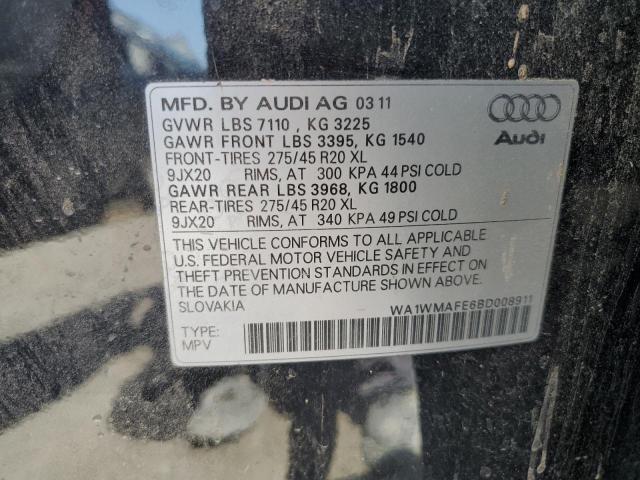 MFD. BY AUDI AG 03 11
GVWR LBS 7110 , KG 3225
GAWR FRONT LBS 3395, KG 1540
FRONT-TIRES 275/45 R20 XL
9JX20 RIMS, AT 300 KPA 44 PSI COLD
GAWR REAR LBS 3968, KG 1800
REAR-TIRES 275/45 R20 XL
9JX20 RIMS, AT 340 KPA 49 PSI COLD
Audi
THIS VEHICLE CONFORMS TO ALL APPLICABLE
U.S. FEDERAL MOTOR VEHICLE SAFETY AND
THEFT PREVENTION STANDARDS IN EFFECT ON THE
DATE OF MANUFACTURE SHOWN ABOVE.
SLOVAKIA
WA1WMAFE6BD008911
TYPE:
MPV